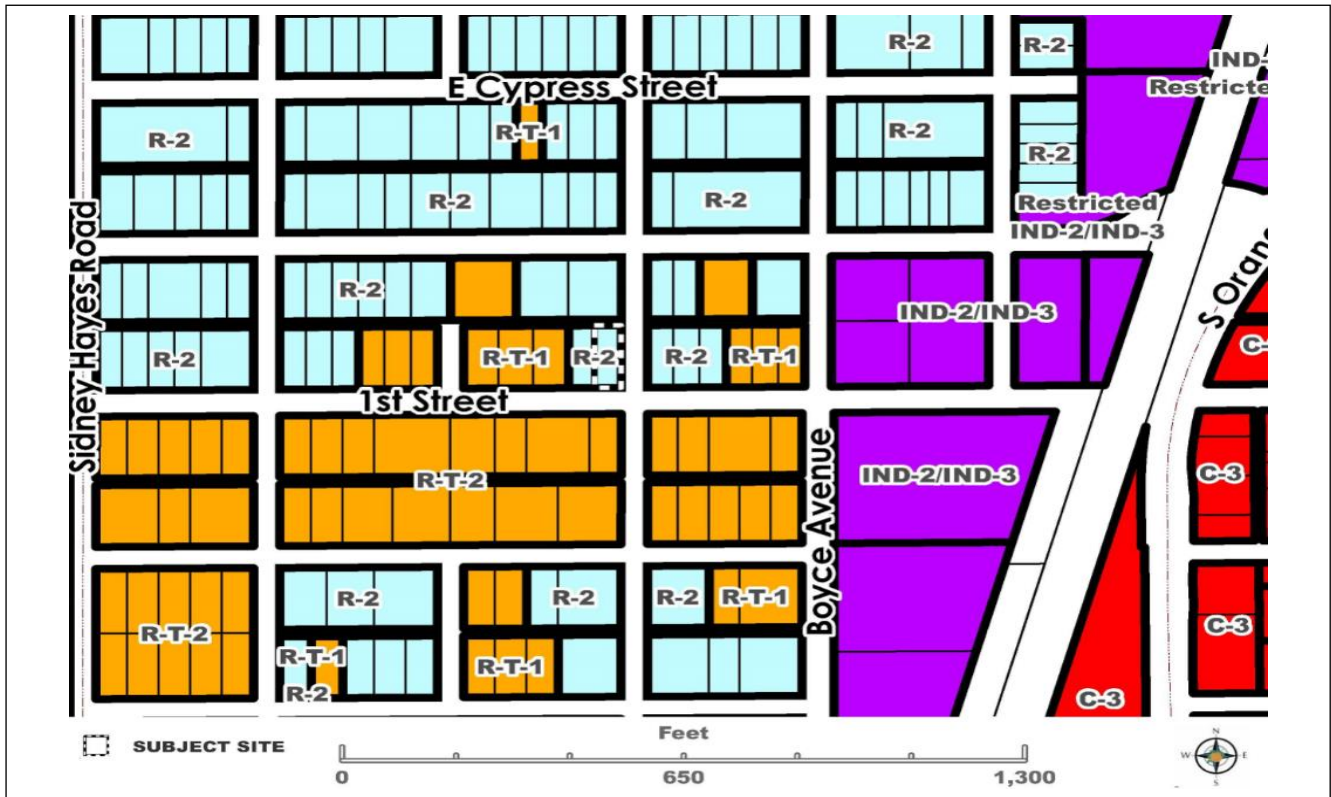 R-2
R-2
IND-
Restricte
E Cypress Street
R-2
R-T-1
R-2
R-2
R-2
R-2
Restricted
IND-2/IND-3
Sidney Hayes Road
S Oran
R-2
IND-2/IND-3
R-2
R-T-1
R-2
R-2
R-T-1
C-
1st Street
R-T-2
Boyce Avenue
IND-2/IND-3
C-3
R-2
R-2
R-2
R-T-1
R-T-2
C-3
R-T-1
R-T-1
R-2
C-3
SUBJECT SITE
Feet
0
650
1,300
N
W
E
S